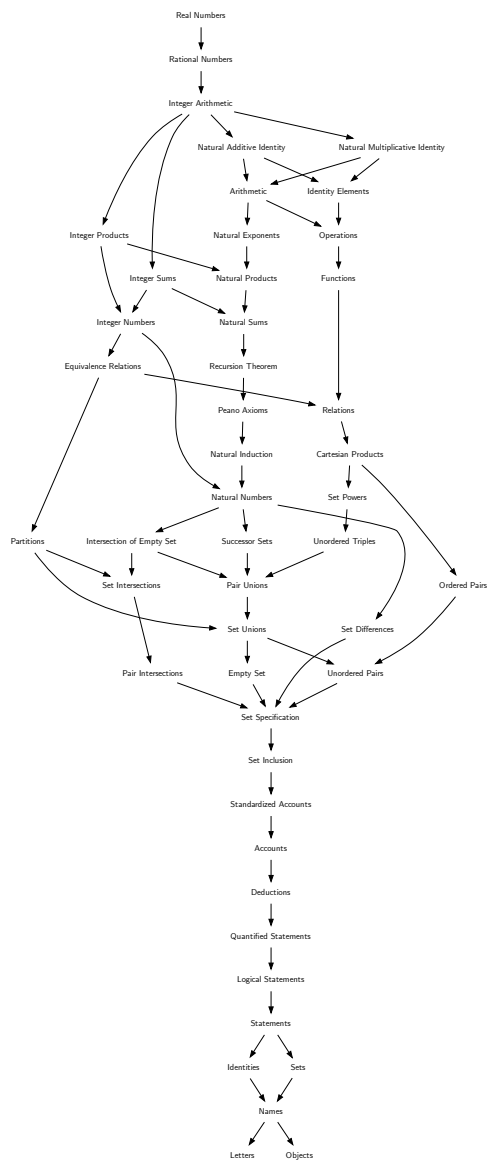 Real Numbers
Rational Numbers
Integer Arithmetic
Natural Additive Identity Natural Multiplicative Identity
Arithmetic Identity Elements
Integer Products Natural Exponents Operations
Integer Sums Natural Products Functions
Integer Numbers Natural Sums
Equivalence Relations Recursion Theorem
Peano Axioms Relations
Natural Induction Cartesian Products
Natural Numbers Set Powers
Partitions Intersection of Empty Set Successor Sets Unordered Triples
Set Intersections Pair Unions Ordered Pairs
Set Unions Set Differences
Pair Intersections Empty Set Unordered Pairs
Set Specification
Set Inclusion
Standardized Accounts
Accounts
Deductions
Quantified Statements
Logical Statements
Statements
Identities Sets
Names
Letters Objects